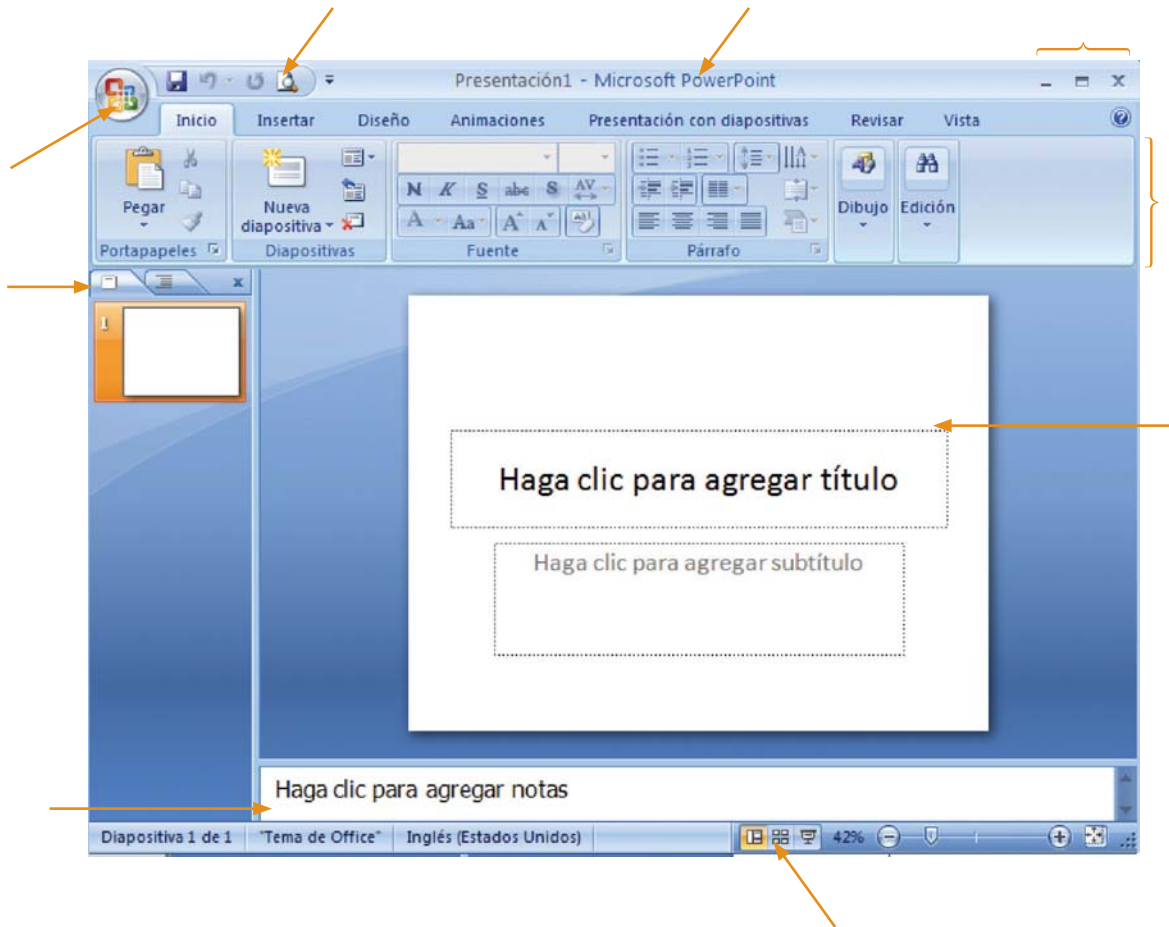 Presentación1 - Microsoft PowerPoint
Inicio Insertar Diseño Animaciones Presentación con diapositivas Revisar Vista
Pegar
Nueva
diapositiva
N K S abc S AV
A Aa A A
Dibujo Edición
Portapapeles Diapositivas Fuente Párrafo
1
Haga clic para agregar título
Haga clic para agregar subtítulo
Haga clic para agregar notas
Diapositiva 1 de 1 "Tema de Office" Inglés (Estados Unidos) 42%